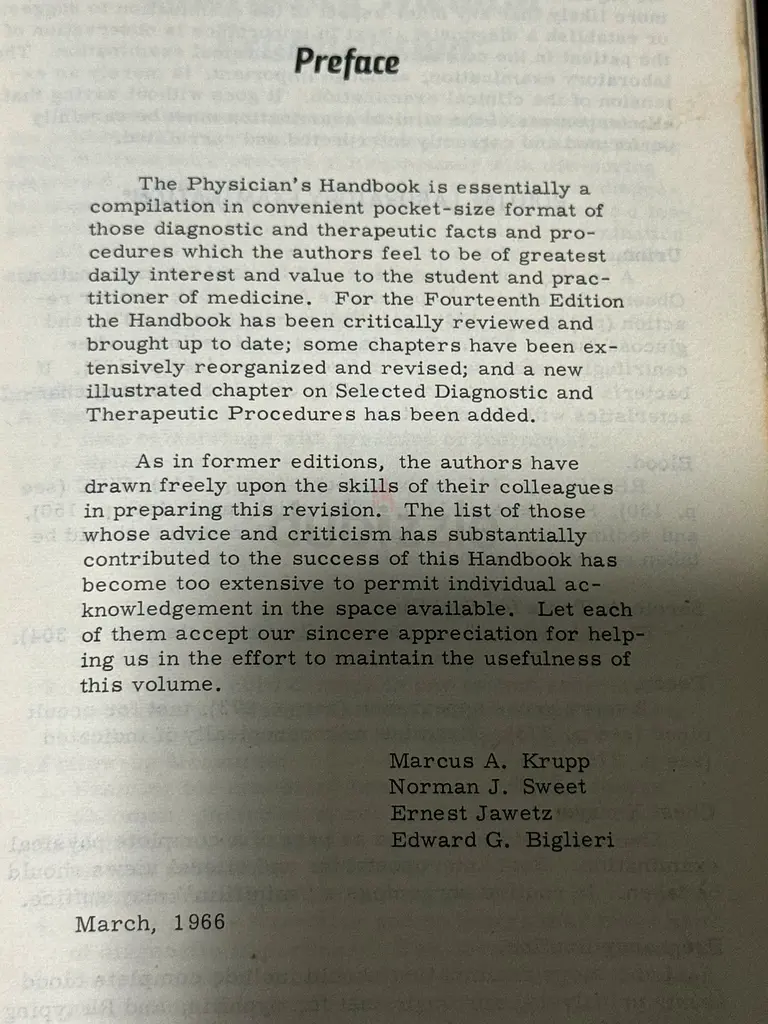 Preface
The Physician's Handbook is essentially a
compilation in convenient pocket-size format of
those diagnostic and therapeutic facts and pro-
cedures which the authors feel to be of greatest
daily interest and value to the student and prac-
titioner of medicine. For the Fourteenth Edition
the Handbook has been critically reviewed and
brought up to date; some chapters have been ex-
tensively reorganized and revised; and a new
illustrated chapter on Selected Diagnostic and
Therapeutic Procedures has been added.
As in former editions, the authors have
drawn freely upon the skills of their colleagues
in preparing this revision. The list of those
whose advice and criticism has substantially
contributed to the success of this Handbook has
become too extensive to permit individual ac-
knowledgement in the space available. Let each
of them accept our sincere appreciation for help-
ing us in the effort to maintain the usefulness of
this volume.
Marcus A. Krupp
Norman J. Sweet
Ernest Jawetz
Edward G. Biglieri
March, 1966